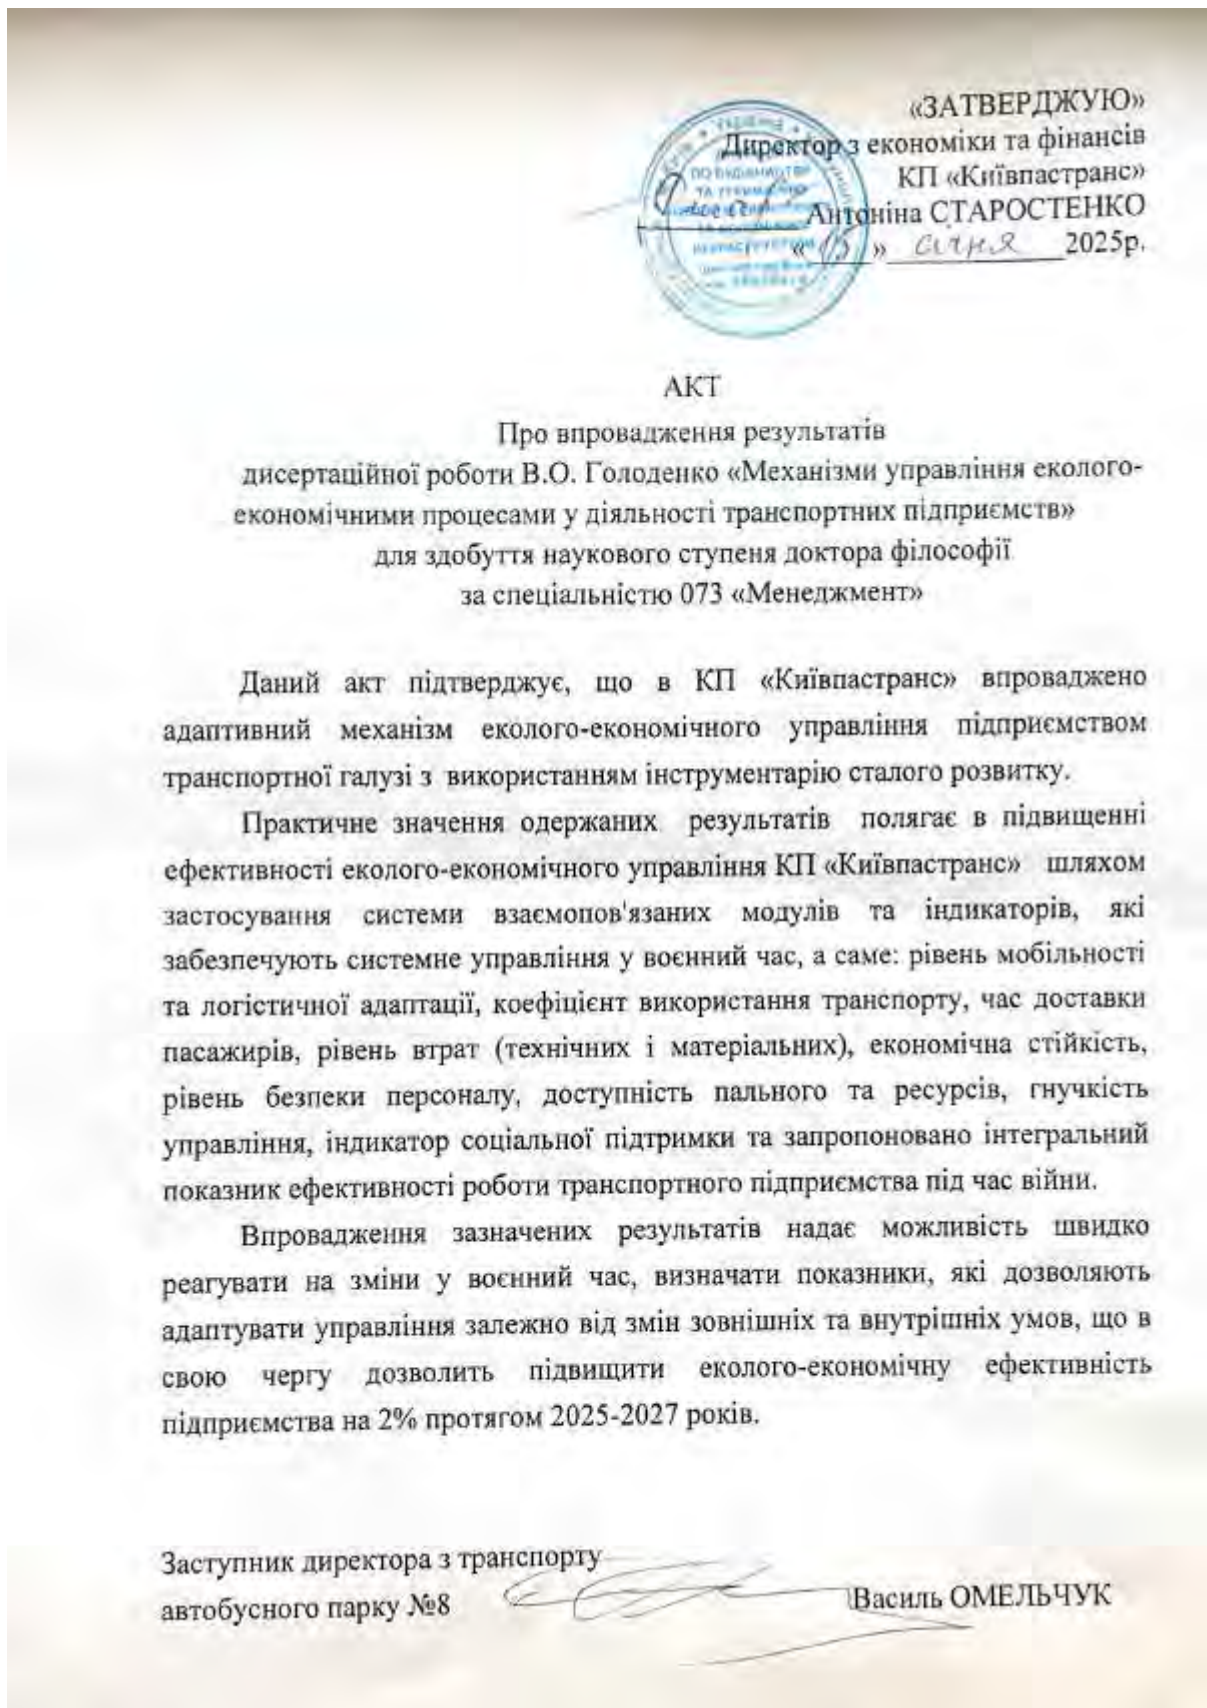 «ЗАТВЕРДЖУЮ»
Директор з економіки та фінансів
КП «Київпастранс»
Антоніна СТАРОСТЕНКО
«15» січня 2025р.
АКТ
Про впровадження результатів
дисертаційної роботи В.О. Голоденко «Механізми управління еколого-
економічними процесами у діяльності транспортних підприємств»
для здобуття наукового ступеня доктора філософії
за спеціальністю 073 «Менеджмент»
Даний акт підтверджує, що в КП «Київпастранс» впроваджено
адаптивний механізм еколого-економічного управління підприємством
транспортної галузі з використанням інструментарію сталого розвитку.
Практичне значення одержаних результатів полягає в підвищенні
ефективності еколого-економічного управління КП «Київпастранс» шляхом
застосування системи взаємопов'язаних модулів та індикаторів, які
забезпечують системне управління у воєнний час, а саме: рівень мобільності
та логістичної адаптації, коефіцієнт використання транспорту, час доставки
пасажирів, рівень втрат (технічних і матеріальних), економічна стійкість,
рівень безпеки персоналу, доступність пального та ресурсів, гнучкість
управління, індикатор соціальної підтримки та запропоновано інтегральний
показник ефективності роботи транспортного підприємства під час війни.
Впровадження зазначених результатів надає можливість швидко
реагувати на зміни у воєнний час, визначати показники, які дозволяють
адаптувати управління залежно від змін зовнішніх та внутрішніх умов, що в
свою чергу дозволить підвищити еколого-економічну ефективність
підприємства на 2% протягом 2025-2027 років.
Заступник директора з транспорту
автобусного парку №8 Василь ОМЕЛЬЧУК